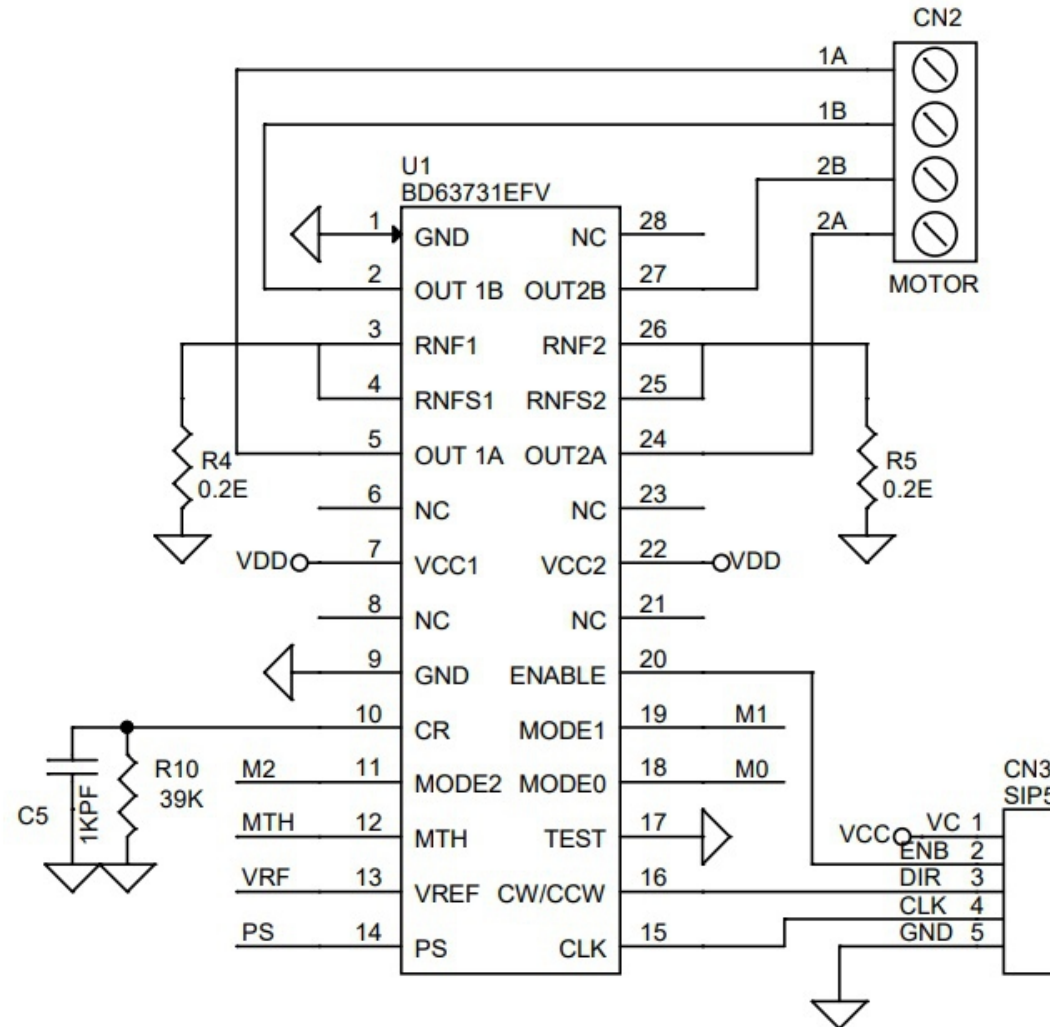 CN2
1A
1B
2B
2A
MOTOR
U1
BD63731EFV
1 GND NC 28
2 OUT 1B OUT2B 27
3 RNF1 RNF2 26
4 RNFS1 RNFS2 25
5 OUT 1A OUT2A 24
R4
0.2E
R5
0.2E
6 NC NC 23
VDD 7 VCC1 VCC2 22 VDD
8 NC NC 21
9 GND ENABLE 20
10 CR MODE1 19 M1
C5
1KPF
R10
39K
M2 11 MODE2 MODE0 18 M0
MTH 12 MTH TEST 17
VRF 13 VREF CW/CCW 16
PS 14 PS CLK 15
CN3
SIP5
VCC VC 1
ENB 2
DIR 3
CLK 4
GND 5